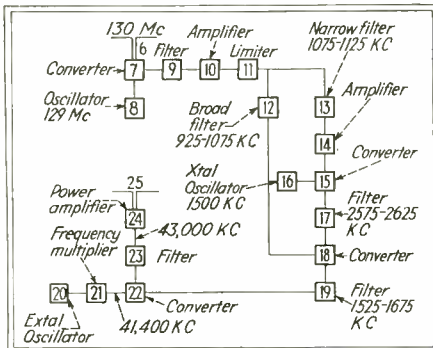 130 Mc
6
Amplifier
Narrow filter
1075-1125 KC
Filter
Limiter
Converter
7
9
10
11
Oscillator
129 Mc
8
Broad
filter
925-1075 KC
12
13
Amplifier
14
Xtal
Oscillator
1500 KC
16
15
Converter
25
Power
amplifier
24
17
Filter
2575-2625
KC
43,000 KC
Frequency
multiplier
23
Filter
18
Converter
20
21
22
Converter
19
Filter
1525-1675
KC
Extal
Oscillator
41,400 KC